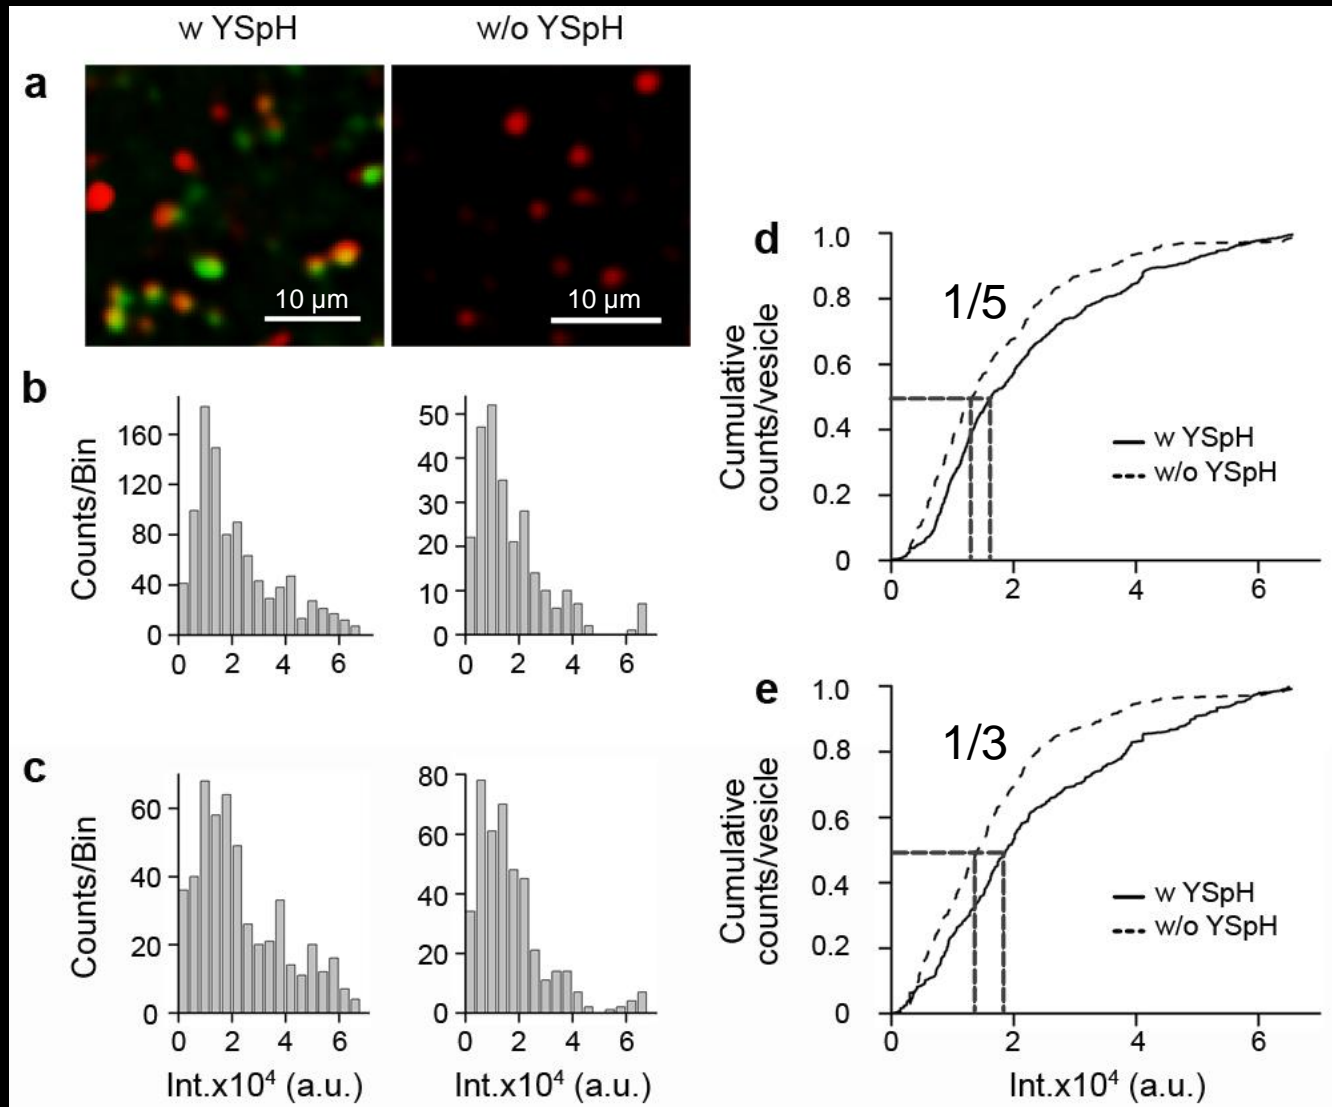 w YSpH
w/o YSpH
a
10 µm
10 µm
b
Counts/Bin
160
120
80
40
0
0 2 4 6
50
40
30
20
10
0
0 2 4 6
c
Counts/Bin
60
40
20
0
0 2 4 6
Int.x10⁴ (a.u.)
80
60
40
20
0
0 2 4 6
Int.x10⁴ (a.u.)
d
Cumulative
counts/vesicle
1.0
0.8
0.6
0.4
0.2
0
1/5
w YSpH
w/o YSpH
0 2 4 6
e
Cumulative
counts/vesicle
1.0
0.8
0.6
0.4
0.2
0
1/3
w YSpH
w/o YSpH
0 2 4 6
Int.x10⁴ (a.u.)